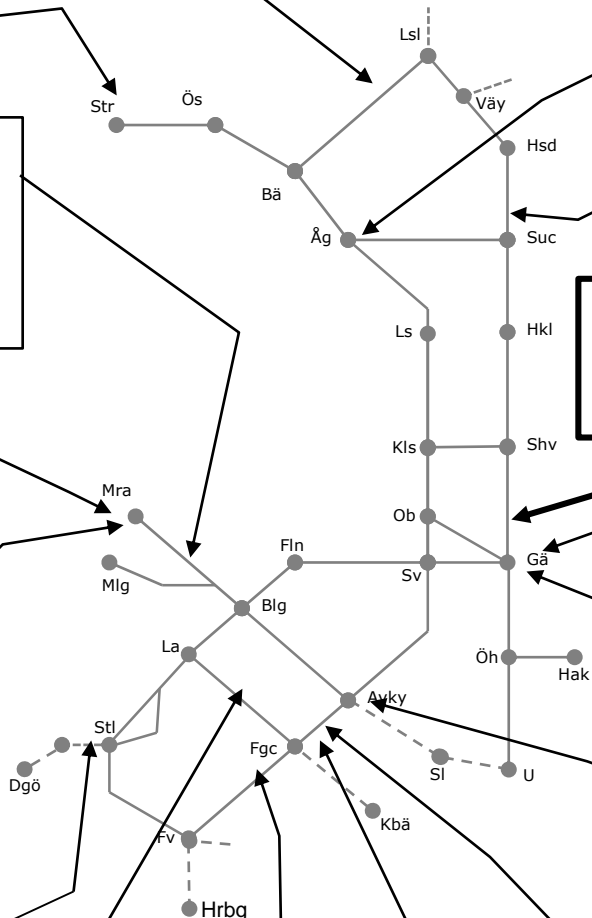 Lsl
Väy
Ös
Str
Hsd
Bä
Åg
Suc
Ls
Hkl
Kls
Shv
Mra
Ob
Fln
Gä
Sv
Mlg
Blg
La
Öh
Hak
Avky
Stl
Fgc
Sl
U
Dgö
Kbä
Fv
Hrbg